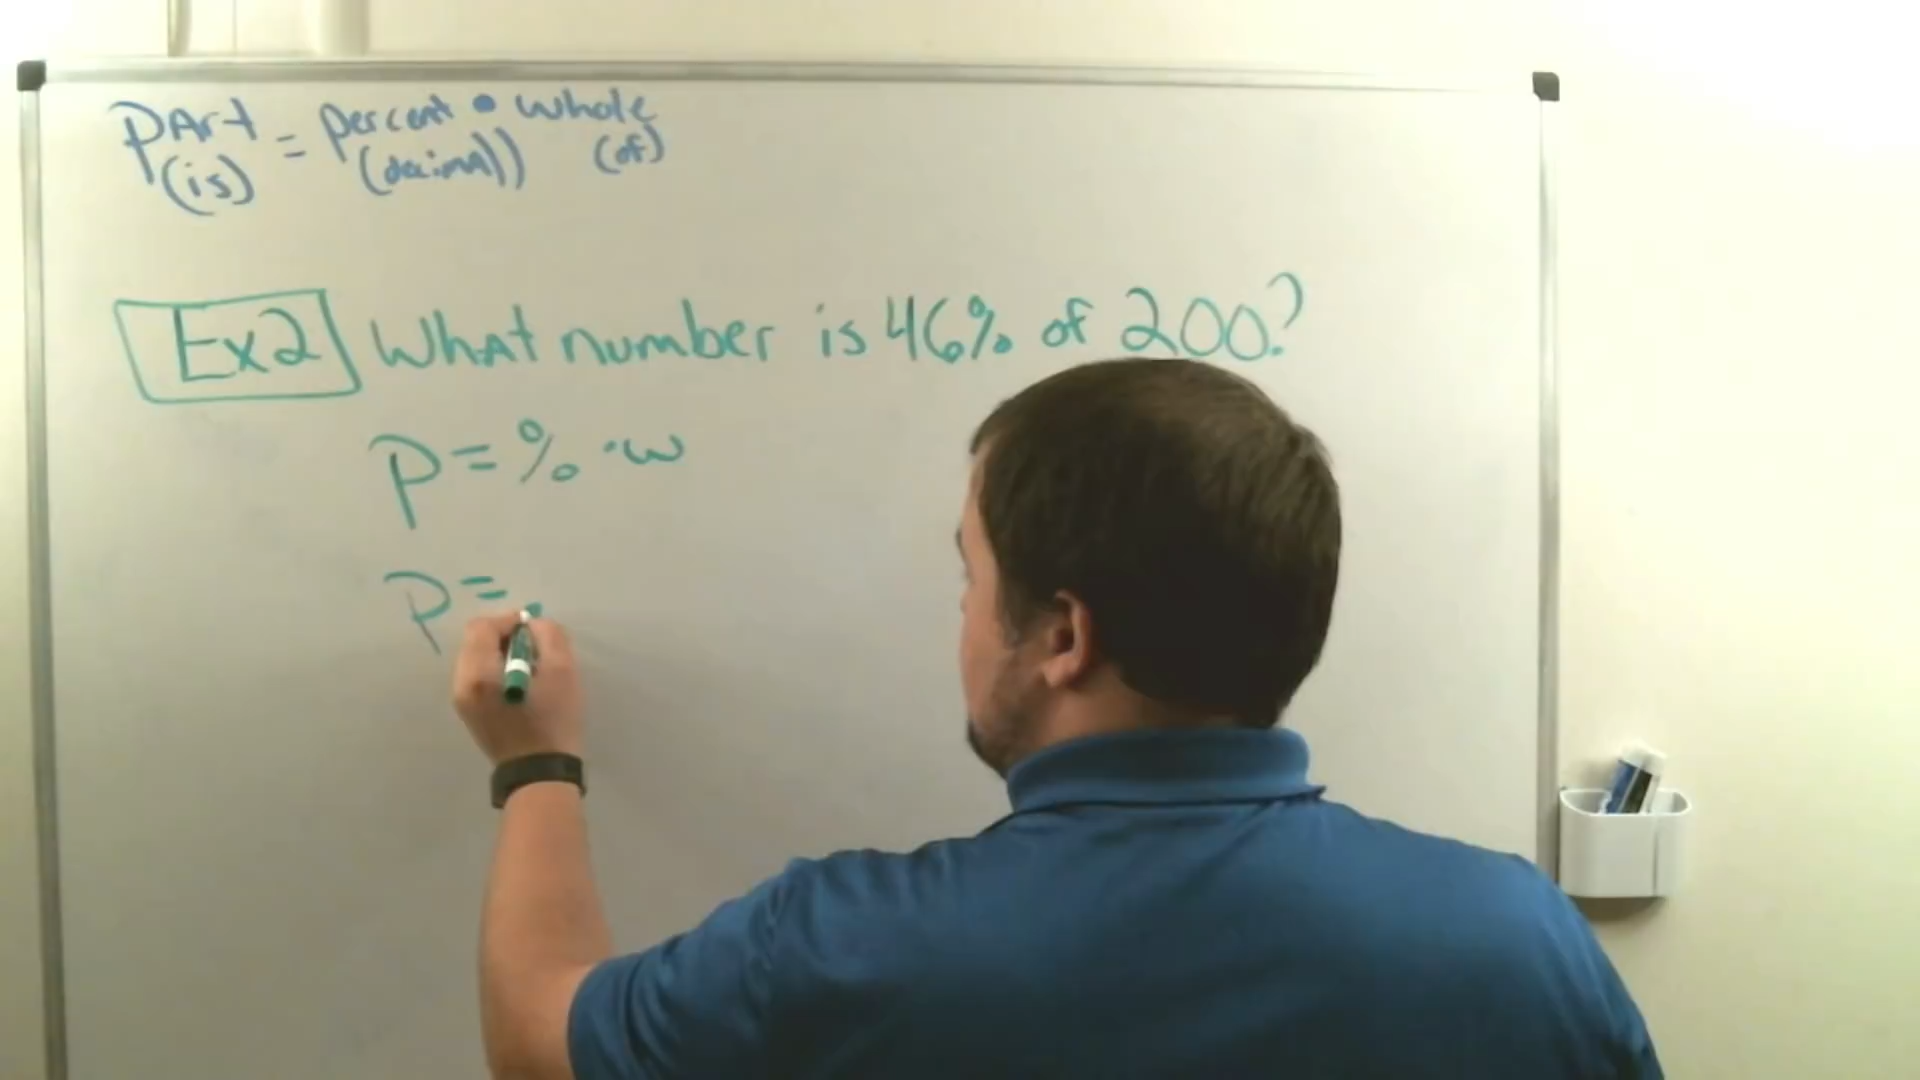 Part = percent • whole
(is) (decimal) (of)
Ex2 What number is 46% of 200?
P = % · w
P = .